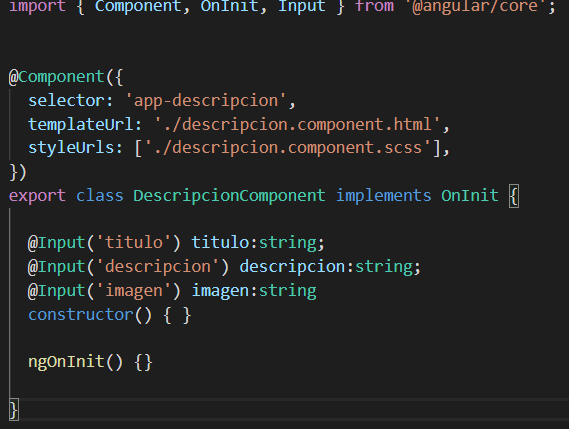 import { Component, OnInit, Input } from '@angular/core';
@Component({
selector: 'app-descripcion',
templateUrl: './descripcion.component.html',
styleUrls: ['./descripcion.component.scss'],
})
export class DescripcionComponent implements OnInit {
@Input('titulo') titulo:string;
@Input('descripcion') descripcion:string;
@Input('imagen') imagen:string
constructor() { }
ngOnInit() {}
}